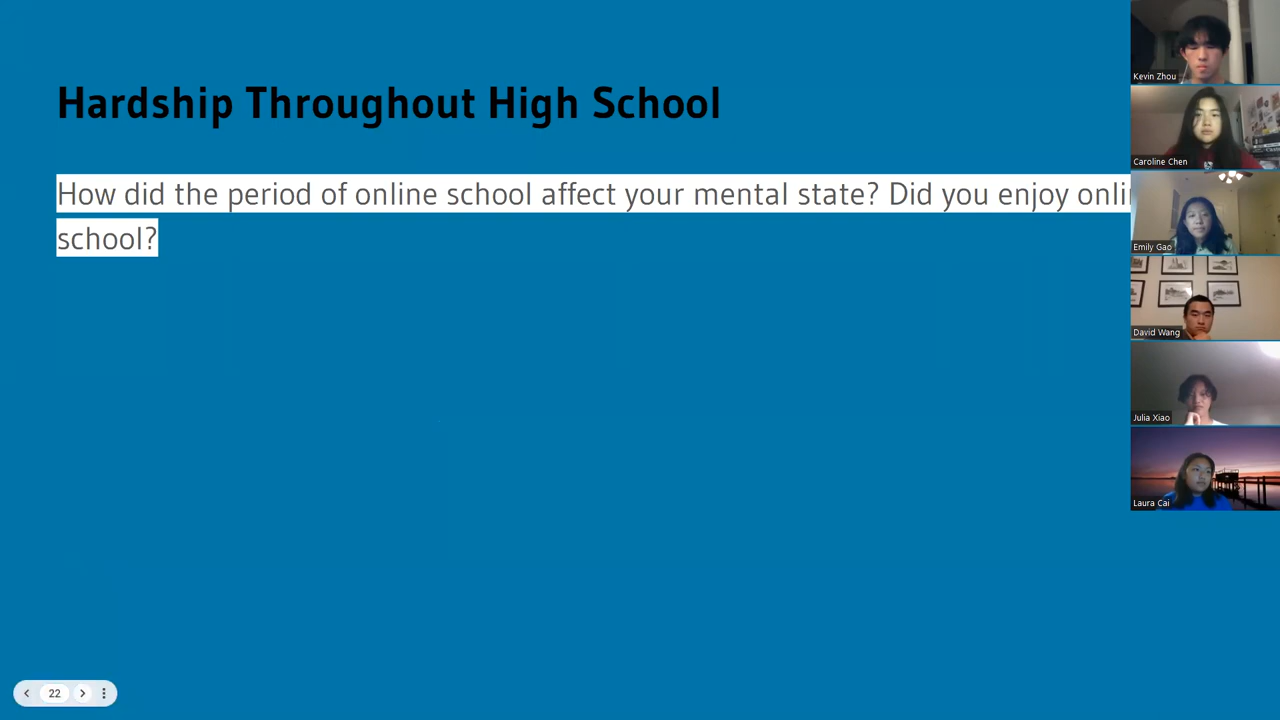 Hardship Throughout High School
How did the period of online school affect your mental state? Did you enjoy onli
school?
Kevin Zhou
Caroline Chen
Emily Gao
David Wang
Julia Xiao
Laura Cai
22